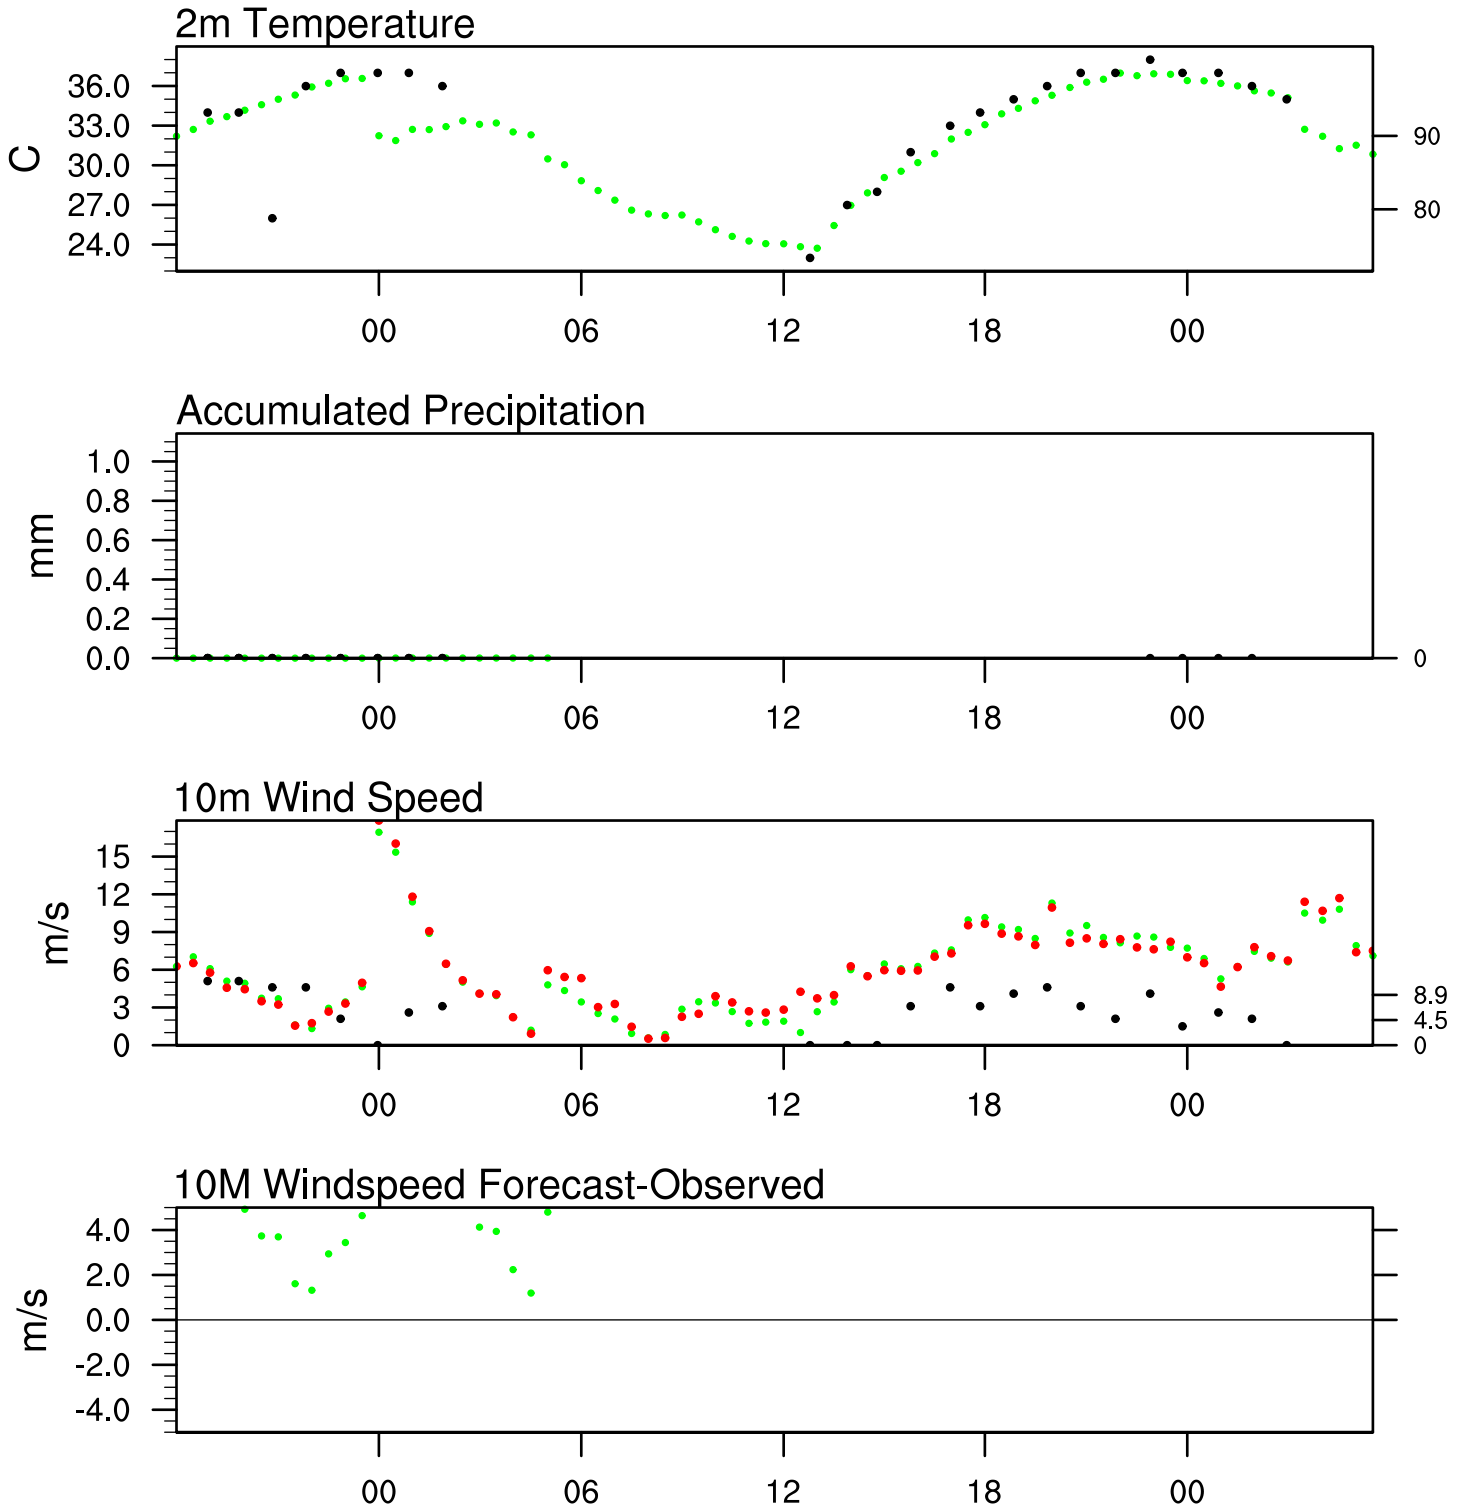 2m Temperature
36.0
33.0
30.0
27.0
24.0
C
90
80
00 06 12 18 00
Accumulated Precipitation
1.0
0.8
0.6
0.4
0.2
0.0
mm
0
00 06 12 18 00
10m Wind Speed
15
12
9
6
3
0
m/s
8.9
4.5
0
00 06 12 18 00
10M Windspeed Forecast-Observed
4.0
2.0
0.0
-2.0
-4.0
m/s
00 06 12 18 00